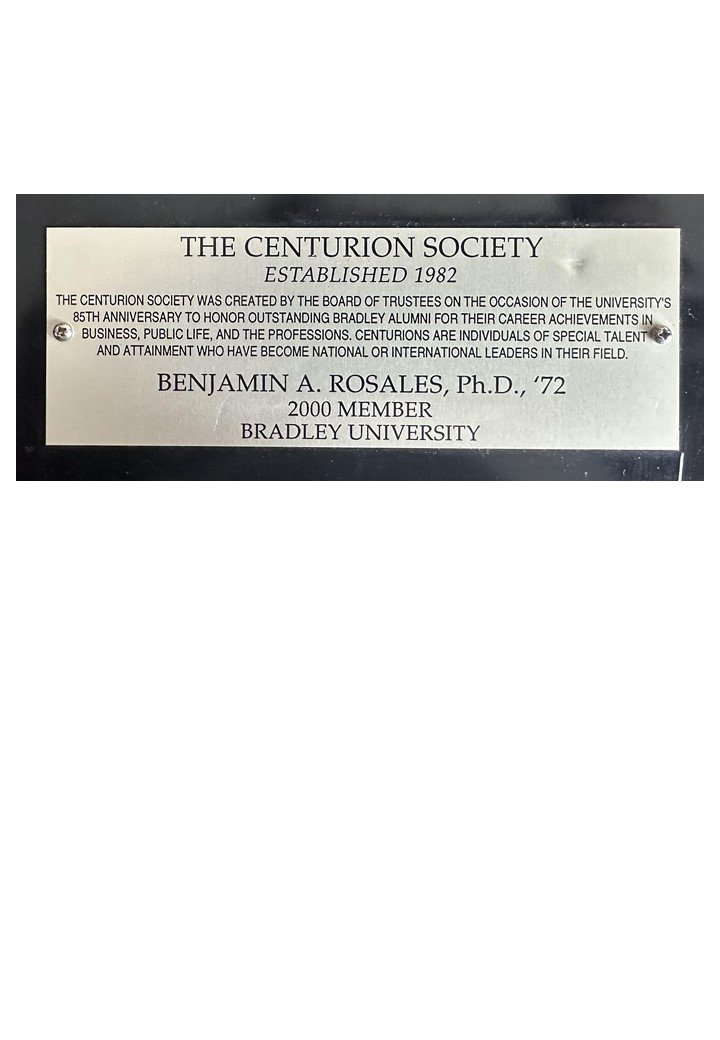 THE CENTURION SOCIETY
ESTABLISHED 1982
THE CENTURION SOCIETY WAS CREATED BY THE BOARD OF TRUSTEES ON THE OCCASION OF THE UNIVERSITY'S
85TH ANNIVERSARY TO HONOR OUTSTANDING BRADLEY ALUMNI FOR THEIR CAREER ACHIEVEMENTS IN
BUSINESS, PUBLIC LIFE, AND THE PROFESSIONS. CENTURIONS ARE INDIVIDUALS OF SPECIAL TALENT
AND ATTAINMENT WHO HAVE BECOME NATIONAL OR INTERNATIONAL LEADERS IN THEIR FIELD.
BENJAMIN A. ROSALES, Ph.D., ‘72
2000 MEMBER
BRADLEY UNIVERSITY